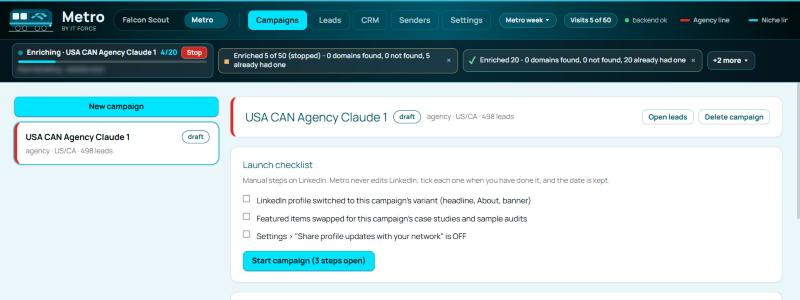 Metro
BY IT FORCE
Falcon Scout
Metro
Campaigns
Leads
CRM
Senders
Settings
Metro week
Visits 5 of 60
backend ok
Agency line
Niche lir
Enriching · USA CAN Agency Claude 1 4/20
Stop
Enriched 5 of 50 (stopped) - 0 domains found, 0 not found, 5
already had one
×
Enriched 20 - 0 domains found, 0 not found, 20 already had one
×
+2 more
New campaign
USA CAN Agency Claude 1
draft
agency · US/CA · 498 leads
USA CAN Agency Claude 1
draft
agency · US/CA · 498 leads
Open leads
Delete campaign
Launch checklist
Manual steps on LinkedIn. Metro never edits LinkedIn; tick each one when you have done it, and the date is kept.
LinkedIn profile switched to this campaign's variant (headline, About, banner)
Featured items swapped for this campaign's case studies and sample audits
Settings › "Share profile updates with your network" is OFF
Start campaign (3 steps open)